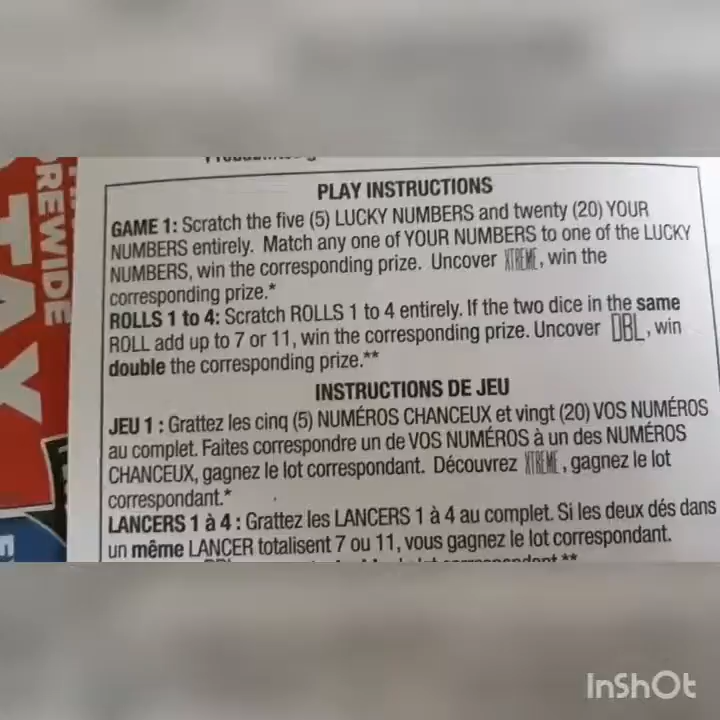 PLAY INSTRUCTIONS
GAME 1: Scratch the five (5) LUCKY NUMBERS and twenty (20) YOUR
NUMBERS entirely. Match any one of YOUR NUMBERS to one of the LUCKY
NUMBERS, win the corresponding prize. Uncover XTREME, win the
corresponding prize.*
ROLLS 1 to 4: Scratch ROLLS 1 to 4 entirely. If the two dice in the same
ROLL add up to 7 or 11, win the corresponding prize. Uncover DBL, win
double the corresponding prize.**
INSTRUCTIONS DE JEU
JEU 1 : Grattez les cinq (5) NUMÉROS CHANCEUX et vingt (20) VOS NUMÉROS
au complet. Faites correspondre un de VOS NUMÉROS à un des NUMÉROS
CHANCEUX, gagnez le lot correspondant. Découvrez XTREME, gagnez le lot
correspondant.*
LANCERS 1 à 4 : Grattez les LANCERS 1 à 4 au complet. Si les deux dés dans
un même LANCER totalisent 7 ou 11, vous gagnez le lot correspondant.
OREWIDE
TAX
InShOt